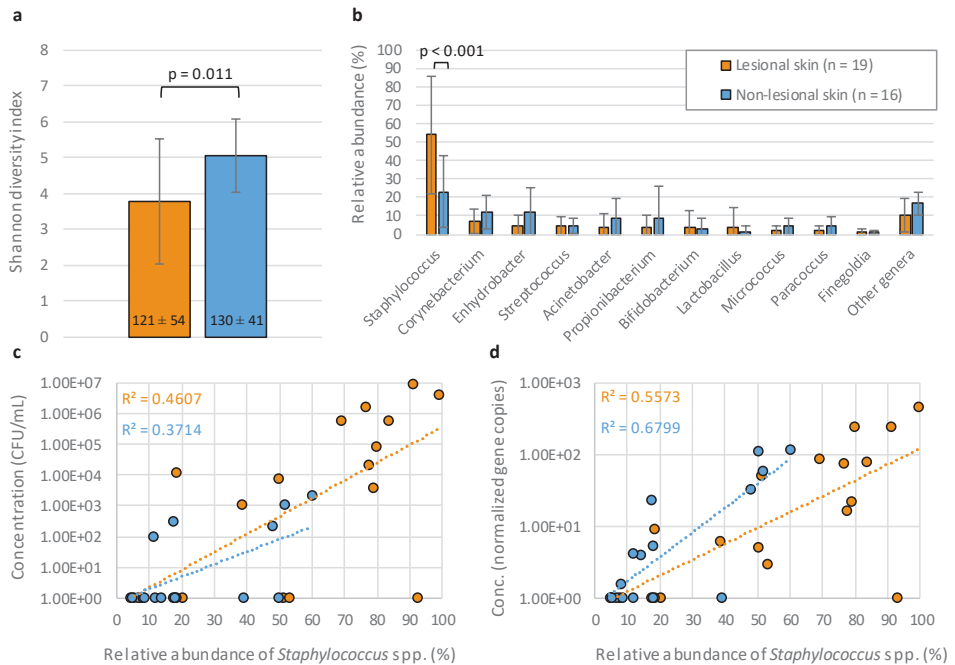 a
Shannon diversity index
8
7
6
5
4
3
2
1
0
p = 0.011
121 ± 54
130 ± 41
b
Relative abundance (%)
100
90
80
70
60
50
40
30
20
10
0
p < 0.001
Lesional skin (n = 19)
Non-lesional skin (n = 16)
Staphylococcus
Corynebacterium
Enhydrobacter
Streptococcus
Acinetobacter
Propionibacterium
Bifidobacterium
Lactobacillus
Micrococcus
Paracoccus
Finegoldia
Other genera
c
Concentration (CFU/mL)
1.00E+07
1.00E+06
1.00E+05
1.00E+04
1.00E+03
1.00E+02
1.00E+01
1.00E+00
R² = 0.4607
R² = 0.3714
0 10 20 30 40 50 60 70 80 90 100
Relative abundance of Staphylococcus spp. (%)
d
Conc. (normalized gene copies)
1.00E+03
1.00E+02
1.00E+01
1.00E+00
R² = 0.5573
R² = 0.6799
0 10 20 30 40 50 60 70 80 90 100
Relative abundance of Staphylococcus spp. (%)